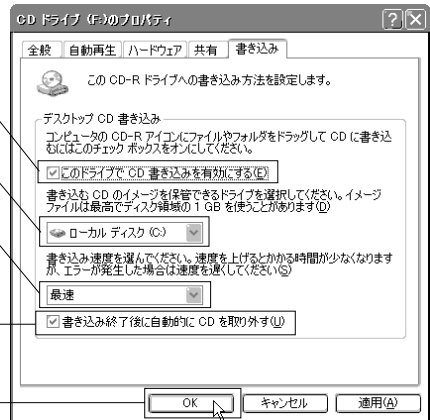 CD ドライブ (F:)のプロパティ
全般 自動再生 ハードウェア 共有 書き込み
この CD-R ドライブへの書き込み方法を設定します。
デスクトップ CD 書き込み
コンピュータの CD-R アイコンにファイルやフォルダをドラッグして CD に書き込
むにはこのチェック ボックスをオンにしてください。
このドライブで CD 書き込みを有効にする(E)
書き込む CD のイメージを保管できるドライブを選択してください。イメージ
ファイルは最高でディスク領域の 1 GB を使うことがあります(D)
ローカル ディスク (C:)
書き込み速度を選んでください。速度を上げるとかかる時間が少なくなります
が、エラーが発生した場合は速度を遅くしてください(S)
最速
書き込み終了後に自動的に CD を取り外す(U)
OK キャンセル 適用(A)